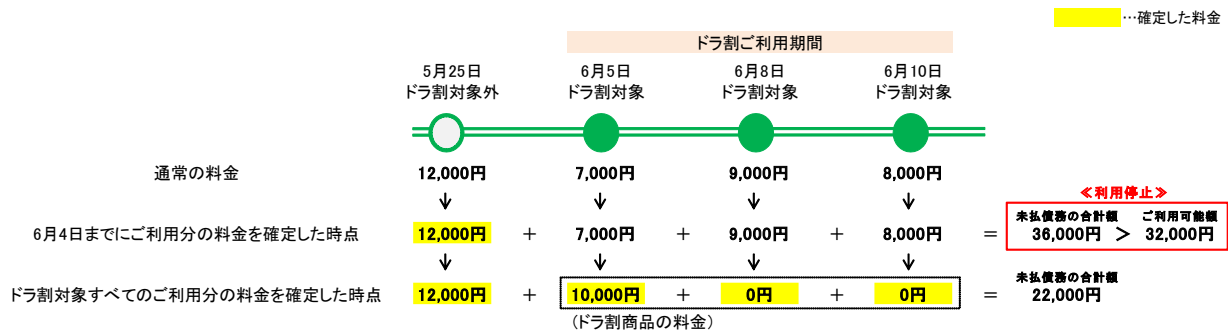 …確定した料金
ドラ割ご利用期間
5月25日 6月5日 6月8日 6月10日
ドラ割対象外 ドラ割対象 ドラ割対象 ドラ割対象
通常の料金 12,000円 7,000円 9,000円 8,000円
↓ ↓ ↓ ↓
≪利用停止≫
未払債務の合計額 ご利用可能額
6月4日までにご利用分の料金を確定した時点 12,000円 + 7,000円 + 9,000円 + 8,000円 = 36,000円 > 32,000円
↓ ↓ ↓ ↓
未払債務の合計額
ドラ割対象すべてのご利用分の料金を確定した時点 12,000円 + 10,000円 + 0円 + 0円 = 22,000円
(ドラ割商品の料金)